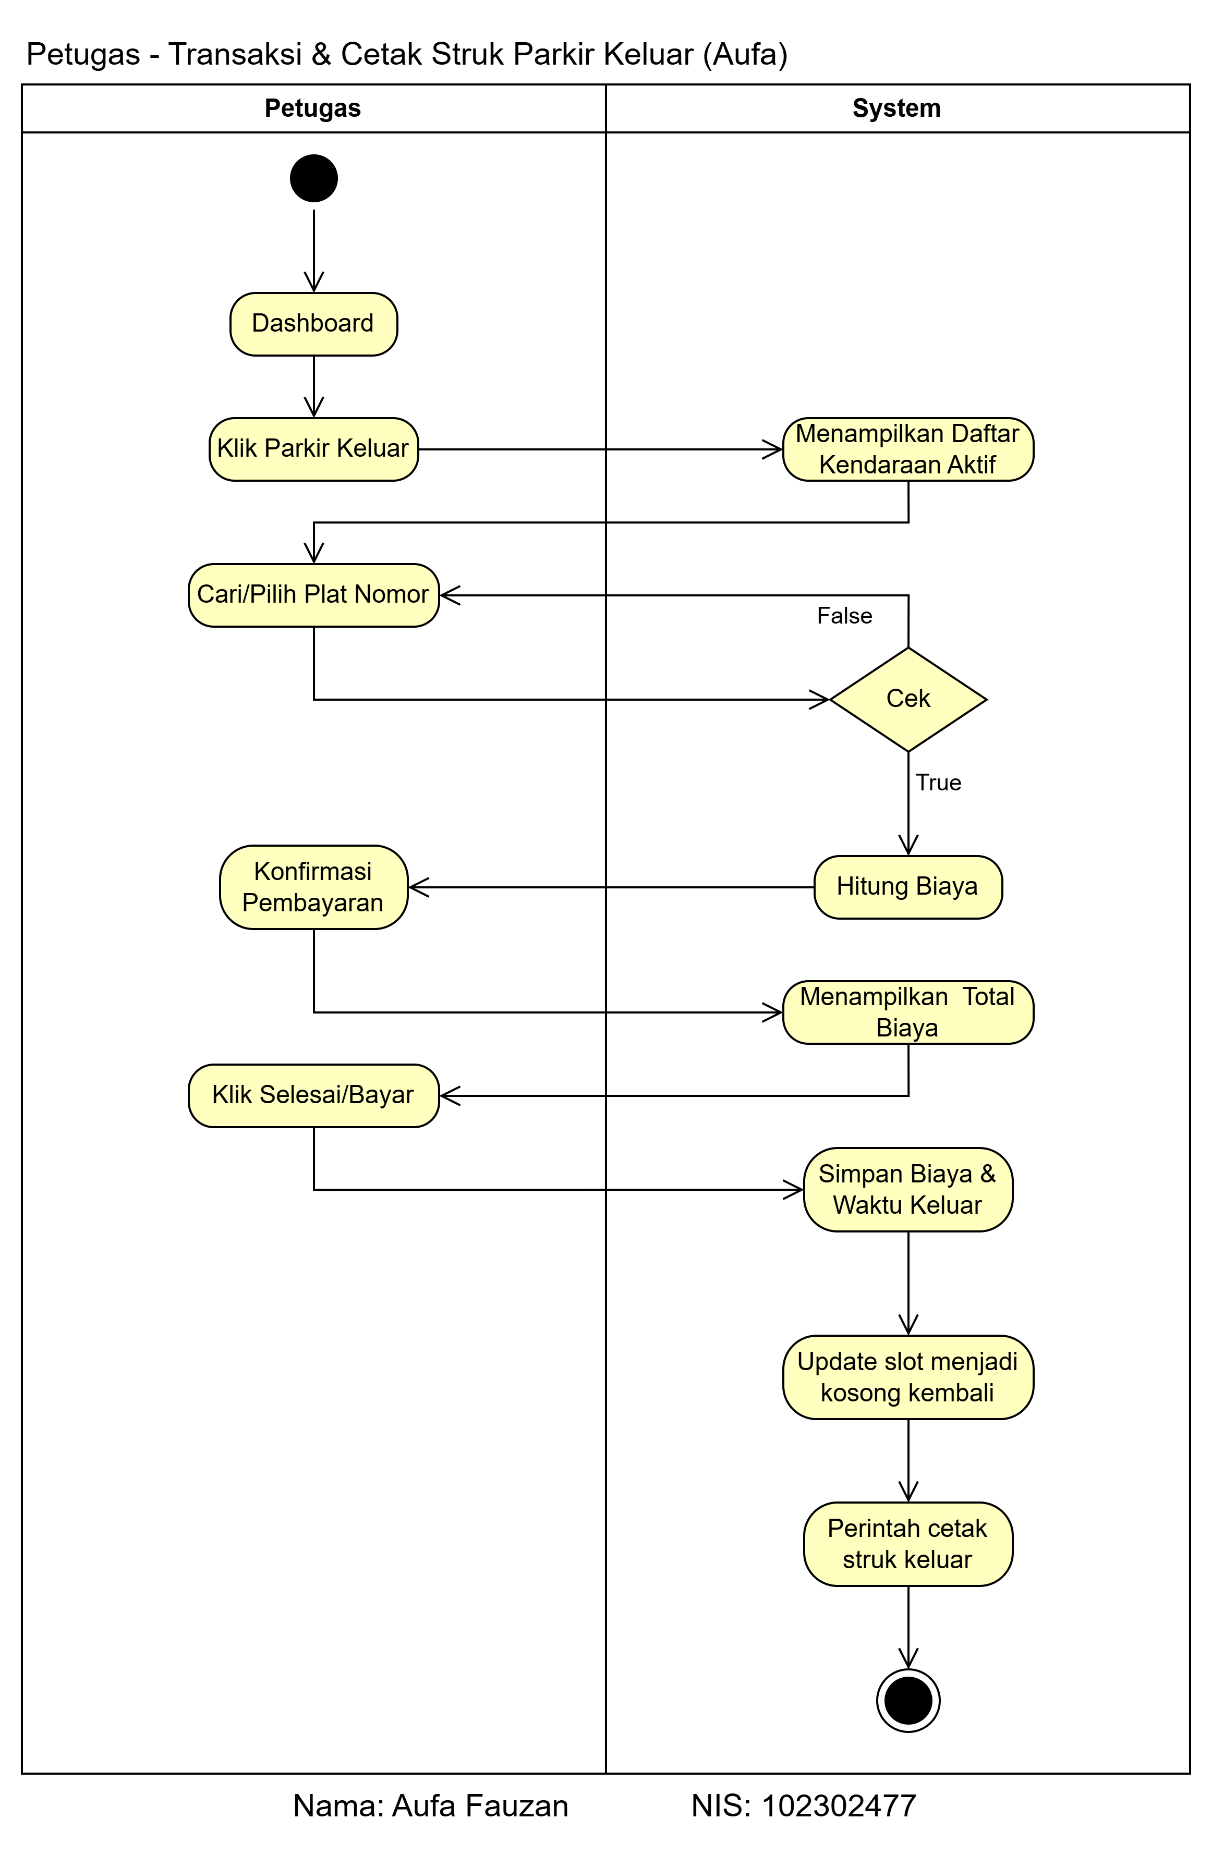 Petugas - Transaksi & Cetak Struk Parkir Keluar (Aufa)
Petugas
System
Dashboard
Klik Parkir Keluar
Menampilkan Daftar
Kendaraan Aktif
Cari/Pilih Plat Nomor
False
Cek
True
Hitung Biaya
Konfirmasi
Pembayaran
Menampilkan  Total
Biaya
Klik Selesai/Bayar
Simpan Biaya &
Waktu Keluar
Update slot menjadi
kosong kembali
Perintah cetak
struk keluar
Nama: Aufa Fauzan
NIS: 102302477